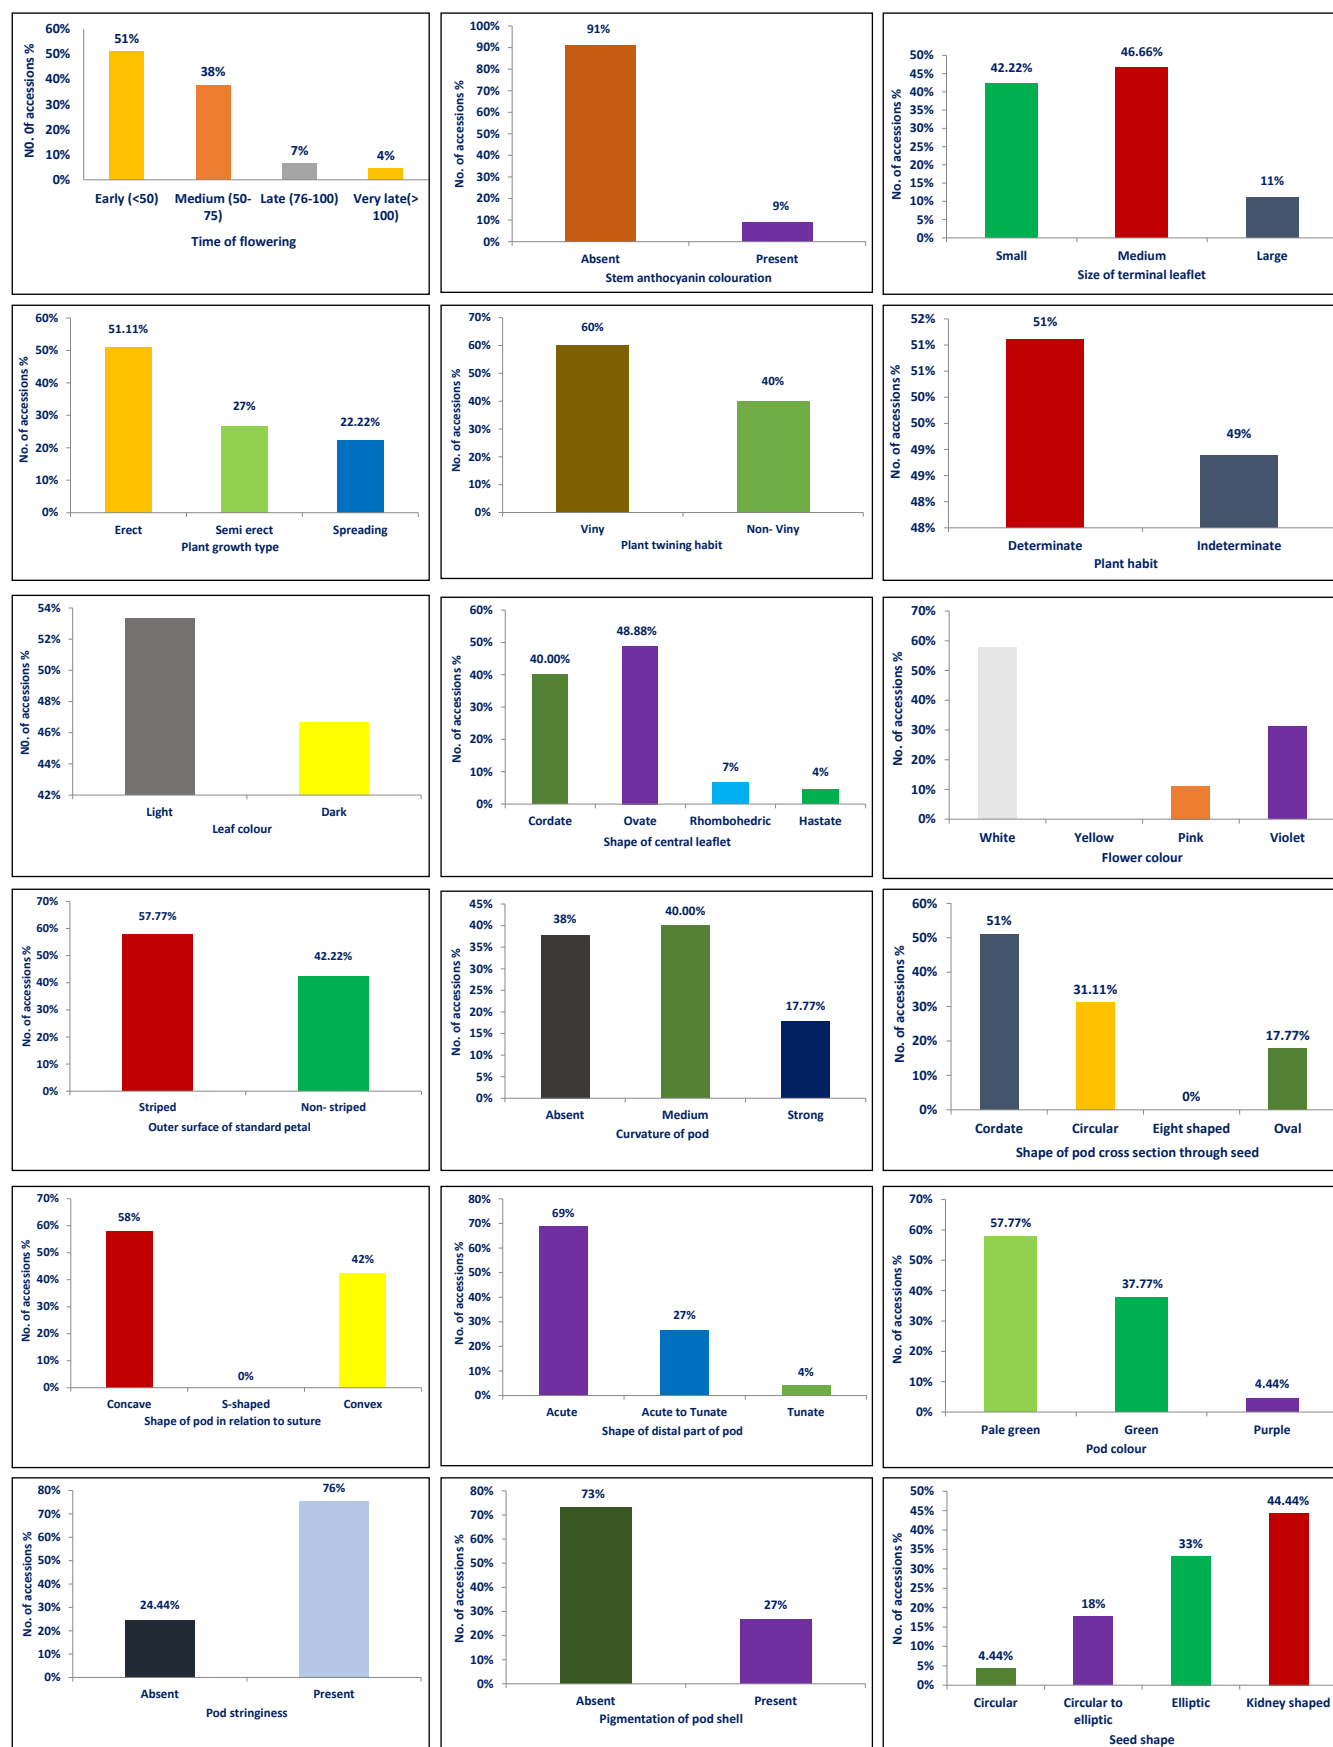 N0. 0f accessions %
60%
50%
40%
30%
20%
10%
0%
51%
38%
7%
4%
Early (<50)
Medium (50-
75)
Late (76-100)
Very late(>
100)
Time of flowering
No. of accessions %
100%
90%
80%
70%
60%
50%
40%
30%
20%
10%
0%
91%
9%
Absent
Present
Stem anthocyanin colouration
No. of accessions %
50%
45%
40%
35%
30%
25%
20%
15%
10%
5%
0%
42.22%
46.66%
11%
Small
Medium
Large
Size of terminal leaflet
No. of accessions %
60%
50%
40%
30%
20%
10%
0%
51.11%
27%
22.22%
Erect
Semi erect
Spreading
Plant growth type
No. of accessions %
70%
60%
50%
40%
30%
20%
10%
0%
60%
40%
Viny
Non- Viny
Plant twining habit
No. of accessions %
52%
51%
51%
50%
50%
49%
49%
48%
48%
51%
49%
Determinate
Indeterminate
Plant habit
N0. of accessions %
54%
52%
50%
48%
46%
44%
42%
Light
Dark
Leaf colour
No. of accessions %
60%
50%
40%
30%
20%
10%
0%
40.00%
48.88%
7%
4%
Cordate
Ovate
Rhombohedric
Hastate
Shape of central leaflet
No. of accessions %
70%
60%
50%
40%
30%
20%
10%
0%
White
Yellow
Pink
Violet
Flower colour
No. of accessions %
70%
60%
50%
40%
30%
20%
10%
0%
57.77%
42.22%
Striped
Non- striped
Outer surface of standard petal
No. of accessions %
45%
40%
35%
30%
25%
20%
15%
10%
5%
0%
38%
40.00%
17.77%
Absent
Medium
Strong
Curvature of pod
No. of accessions %
60%
50%
40%
30%
20%
10%
0%
51%
31.11%
0%
17.77%
Cordate
Circular
Eight shaped
Oval
Shape of pod cross section through seed
No. of accessions %
70%
60%
50%
40%
30%
20%
10%
0%
58%
0%
42%
Concave
S-shaped
Convex
Shape of pod in relation to suture
No. of accessions %
80%
70%
60%
50%
40%
30%
20%
10%
0%
69%
27%
4%
Acute
Acute to Tunate
Tunate
Shape of distal part of pod
No. of accessions %
70%
60%
50%
40%
30%
20%
10%
0%
57.77%
37.77%
4.44%
Pale green
Green
Purple
Pod colour
No. of accessions %
80%
70%
60%
50%
40%
30%
20%
10%
0%
24.44%
76%
Absent
Present
Pod stringiness
No. of accessions %
80%
70%
60%
50%
40%
30%
20%
10%
0%
73%
27%
Absent
Present
Pigmentation of pod shell
No. of accessions %
50%
45%
40%
35%
30%
25%
20%
15%
10%
5%
0%
4.44%
18%
33%
44.44%
Circular
Circular to
elliptic
Elliptic
Kidney shaped
Seed shape